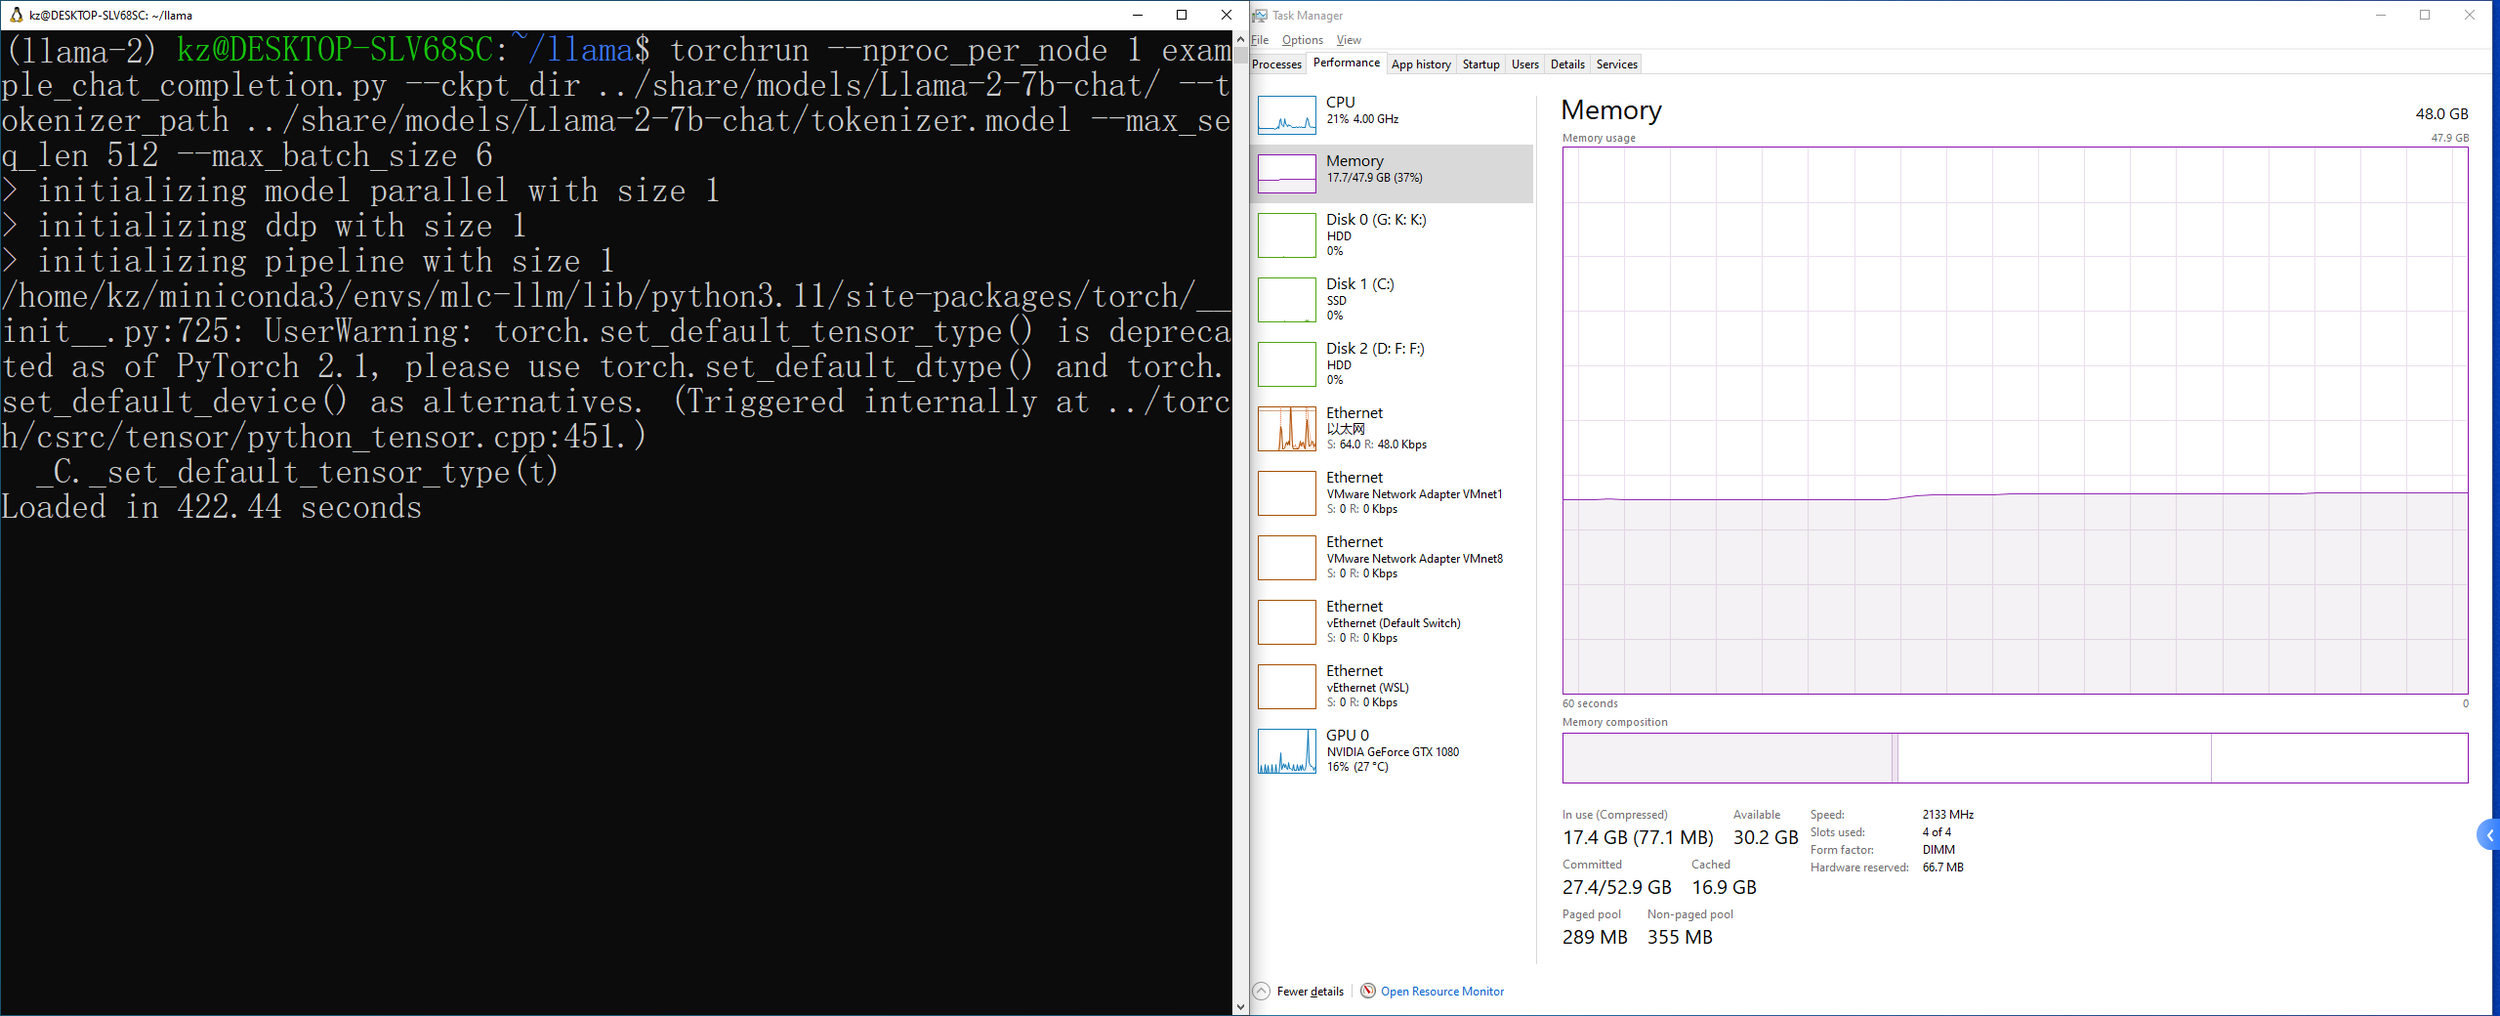 kz@DESKTOP-SLV68SC: ~/llama
(llama-2) kz@DESKTOP-SLV68SC:~/llama$ torchrun --nproc_per_node 1 exam
ple_chat_completion.py --ckpt_dir ../share/models/Llama-2-7b-chat/ --t
okenizer_path ../share/models/Llama-2-7b-chat/tokenizer.model --max_se
q_len 512 --max_batch_size 6
> initializing model parallel with size 1
> initializing ddp with size 1
> initializing pipeline with size 1
/home/kz/miniconda3/envs/mlc-llm/lib/python3.11/site-packages/torch/__
init__.py:725: UserWarning: torch.set_default_tensor_type() is depreca
ted as of PyTorch 2.1, please use torch.set_default_dtype() and torch.
set_default_device() as alternatives. (Triggered internally at ../torc
h/csrc/tensor/python_tensor.cpp:451.)
  _C._set_default_tensor_type(t)
Loaded in 422.44 seconds
Task Manager
File Options View
Processes Performance App history Startup Users Details Services
CPU
21% 4.00 GHz
Memory
17.7/47.9 GB (37%)
Disk 0 (G: K: K:)
HDD
0%
Disk 1 (C:)
SSD
0%
Disk 2 (D: F: F:)
HDD
0%
Ethernet
以太网
S: 64.0 R: 48.0 Kbps
Ethernet
VMware Network Adapter VMnet1
S: 0 R: 0 Kbps
Ethernet
VMware Network Adapter VMnet8
S: 0 R: 0 Kbps
Ethernet
vEthernet (Default Switch)
S: 0 R: 0 Kbps
Ethernet
vEthernet (WSL)
S: 0 R: 0 Kbps
GPU 0
NVIDIA GeForce GTX 1080
16% (27 °C)
Memory 48.0 GB
Memory usage 47.9 GB
60 seconds 0
Memory composition
In use (Compressed) Available
17.4 GB (77.1 MB) 30.2 GB
Committed Cached
27.4/52.9 GB 16.9 GB
Paged pool Non-paged pool
289 MB 355 MB
Speed: 2133 MHz
Slots used: 4 of 4
Form factor: DIMM
Hardware reserved: 66.7 MB
Fewer details Open Resource Monitor